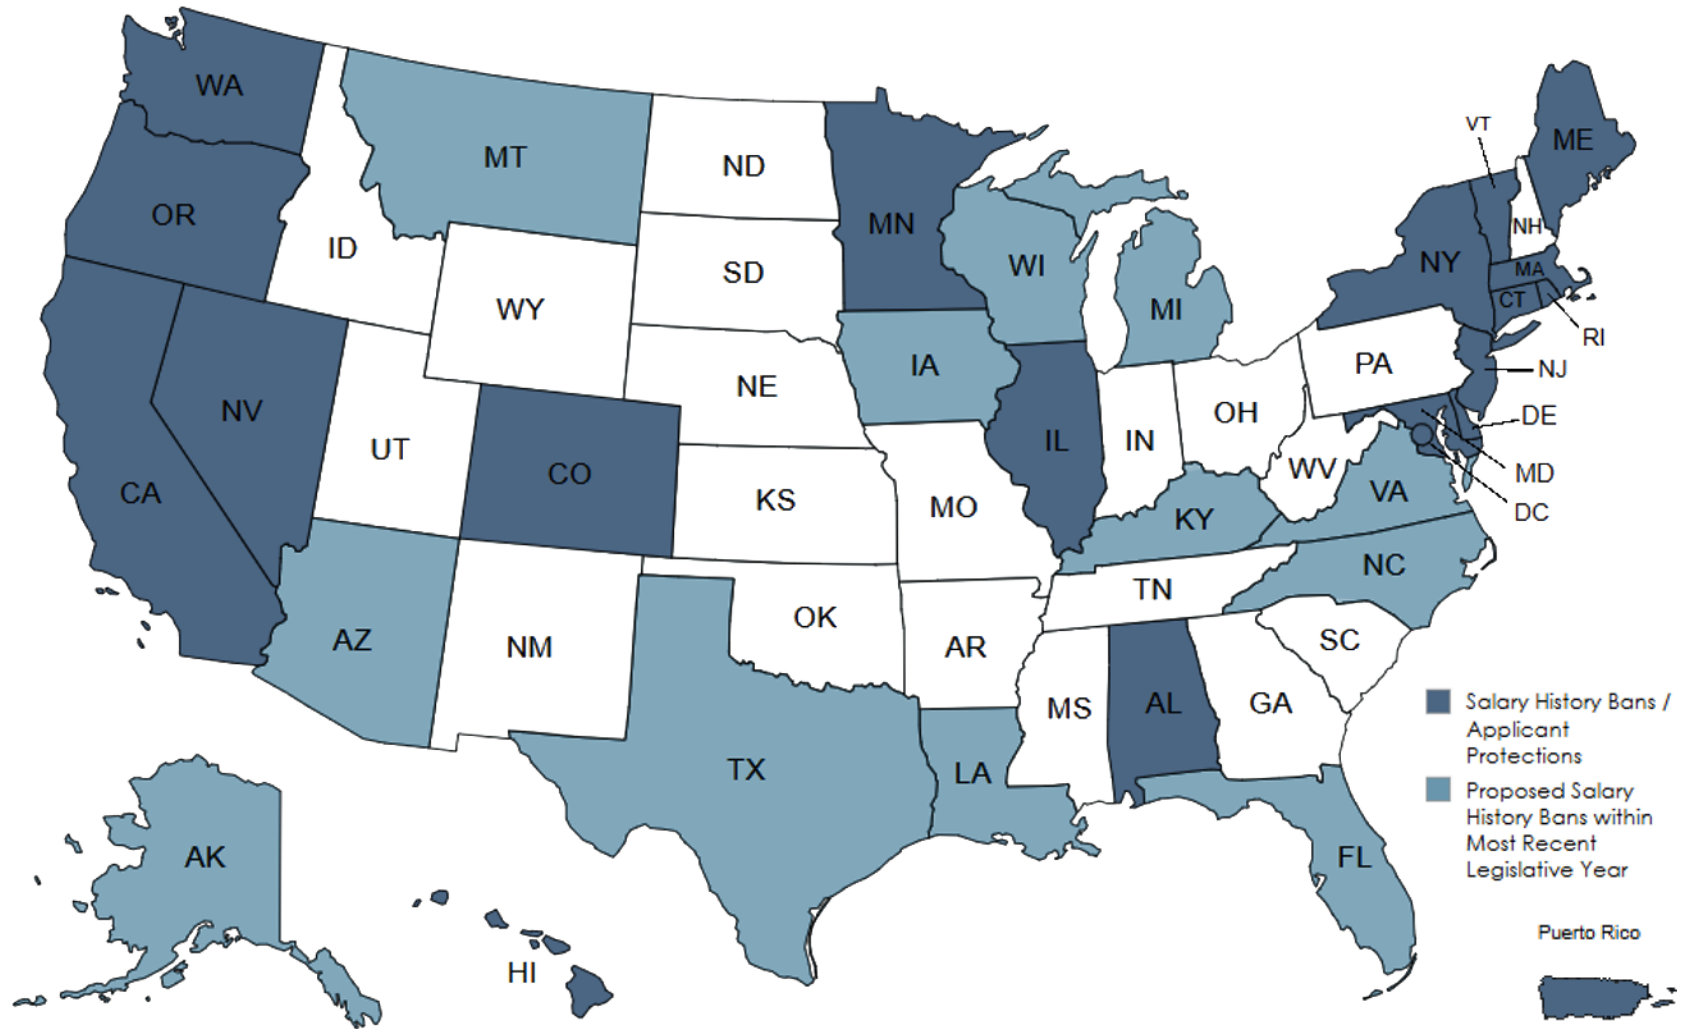 WA
MT
ND
VT
ME
OR
ID
MN
WI
NY
NH
MA
CT
SD
WY
MI
RI
IA
PA
NJ
NE
NV
UT
CO
IL
IN
OH
DE
WV
MD
DC
CA
KS
MO
KY
VA
NC
TN
AZ
NM
OK
AR
SC
MS
AL
GA
TX
LA
FL
AK
HI
Salary History Bans /
Applicant
Protections
Proposed Salary
History Bans within
Most Recent
Legislative Year
Puerto Rico